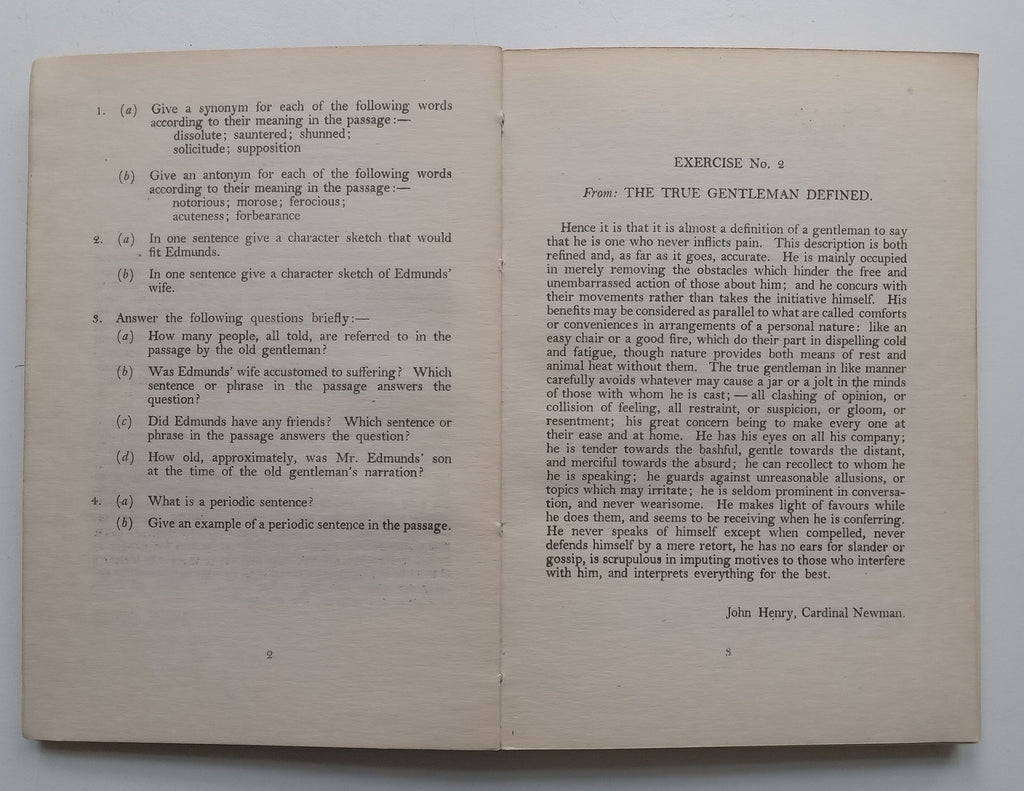 1. (a) Give a synonym for each of the following words
according to their meaning in the passage:—
dissolute; sauntered; shunned;
solicitude; supposition
(b) Give an antonym for each of the following words
according to their meaning in the passage:—
notorious; morose; ferocious;
acuteness; forbearance
2. (a) In one sentence give a character sketch that would
fit Edmunds.
(b) In one sentence give a character sketch of Edmunds'
wife.
3. Answer the following questions briefly:—
(a) How many people, all told, are referred to in the
passage by the old gentleman?
(b) Was Edmunds' wife accustomed to suffering? Which
sentence or phrase in the passage answers the
question?
(c) Did Edmunds have any friends? Which sentence or
phrase in the passage answers the question?
(d) How old, approximately, was Mr. Edmunds' son
at the time of the old gentleman's narration?
4. (a) What is a periodic sentence?
(b) Give an example of a periodic sentence in the passage.
2
EXERCISE No. 2
From: THE TRUE GENTLEMAN DEFINED.
Hence it is that it is almost a definition of a gentleman to say
that he is one who never inflicts pain. This description is both
refined and, as far as it goes, accurate. He is mainly occupied
in merely removing the obstacles which hinder the free and
unembarrassed action of those about him; and he concurs with
their movements rather than takes the initiative himself. His
benefits may be considered as parallel to what are called comforts
or conveniences in arrangements of a personal nature: like an
easy chair or a good fire, which do their part in dispelling cold
and fatigue, though nature provides both means of rest and
animal heat without them. The true gentleman in like manner
carefully avoids whatever may cause a jar or a jolt in the minds
of those with whom he is cast; — all clashing of opinion, or
collision of feeling, all restraint, or suspicion, or gloom, or
resentment; his great concern being to make every one at
their ease and at home. He has his eyes on all his company;
he is tender towards the bashful, gentle towards the distant,
and merciful towards the absurd; he can recollect to whom he
he is speaking; he guards against unreasonable allusions, or
topics which may irritate; he is seldom prominent in conversa-
tion, and never wearisome. He makes light of favours while
he does them, and seems to be receiving when he is conferring.
He never speaks of himself except when compelled, never
defends himself by a mere retort, he has no ears for slander or
gossip, is scrupulous in imputing motives to those who interfere
with him, and interprets everything for the best.
John Henry, Cardinal Newman.
3